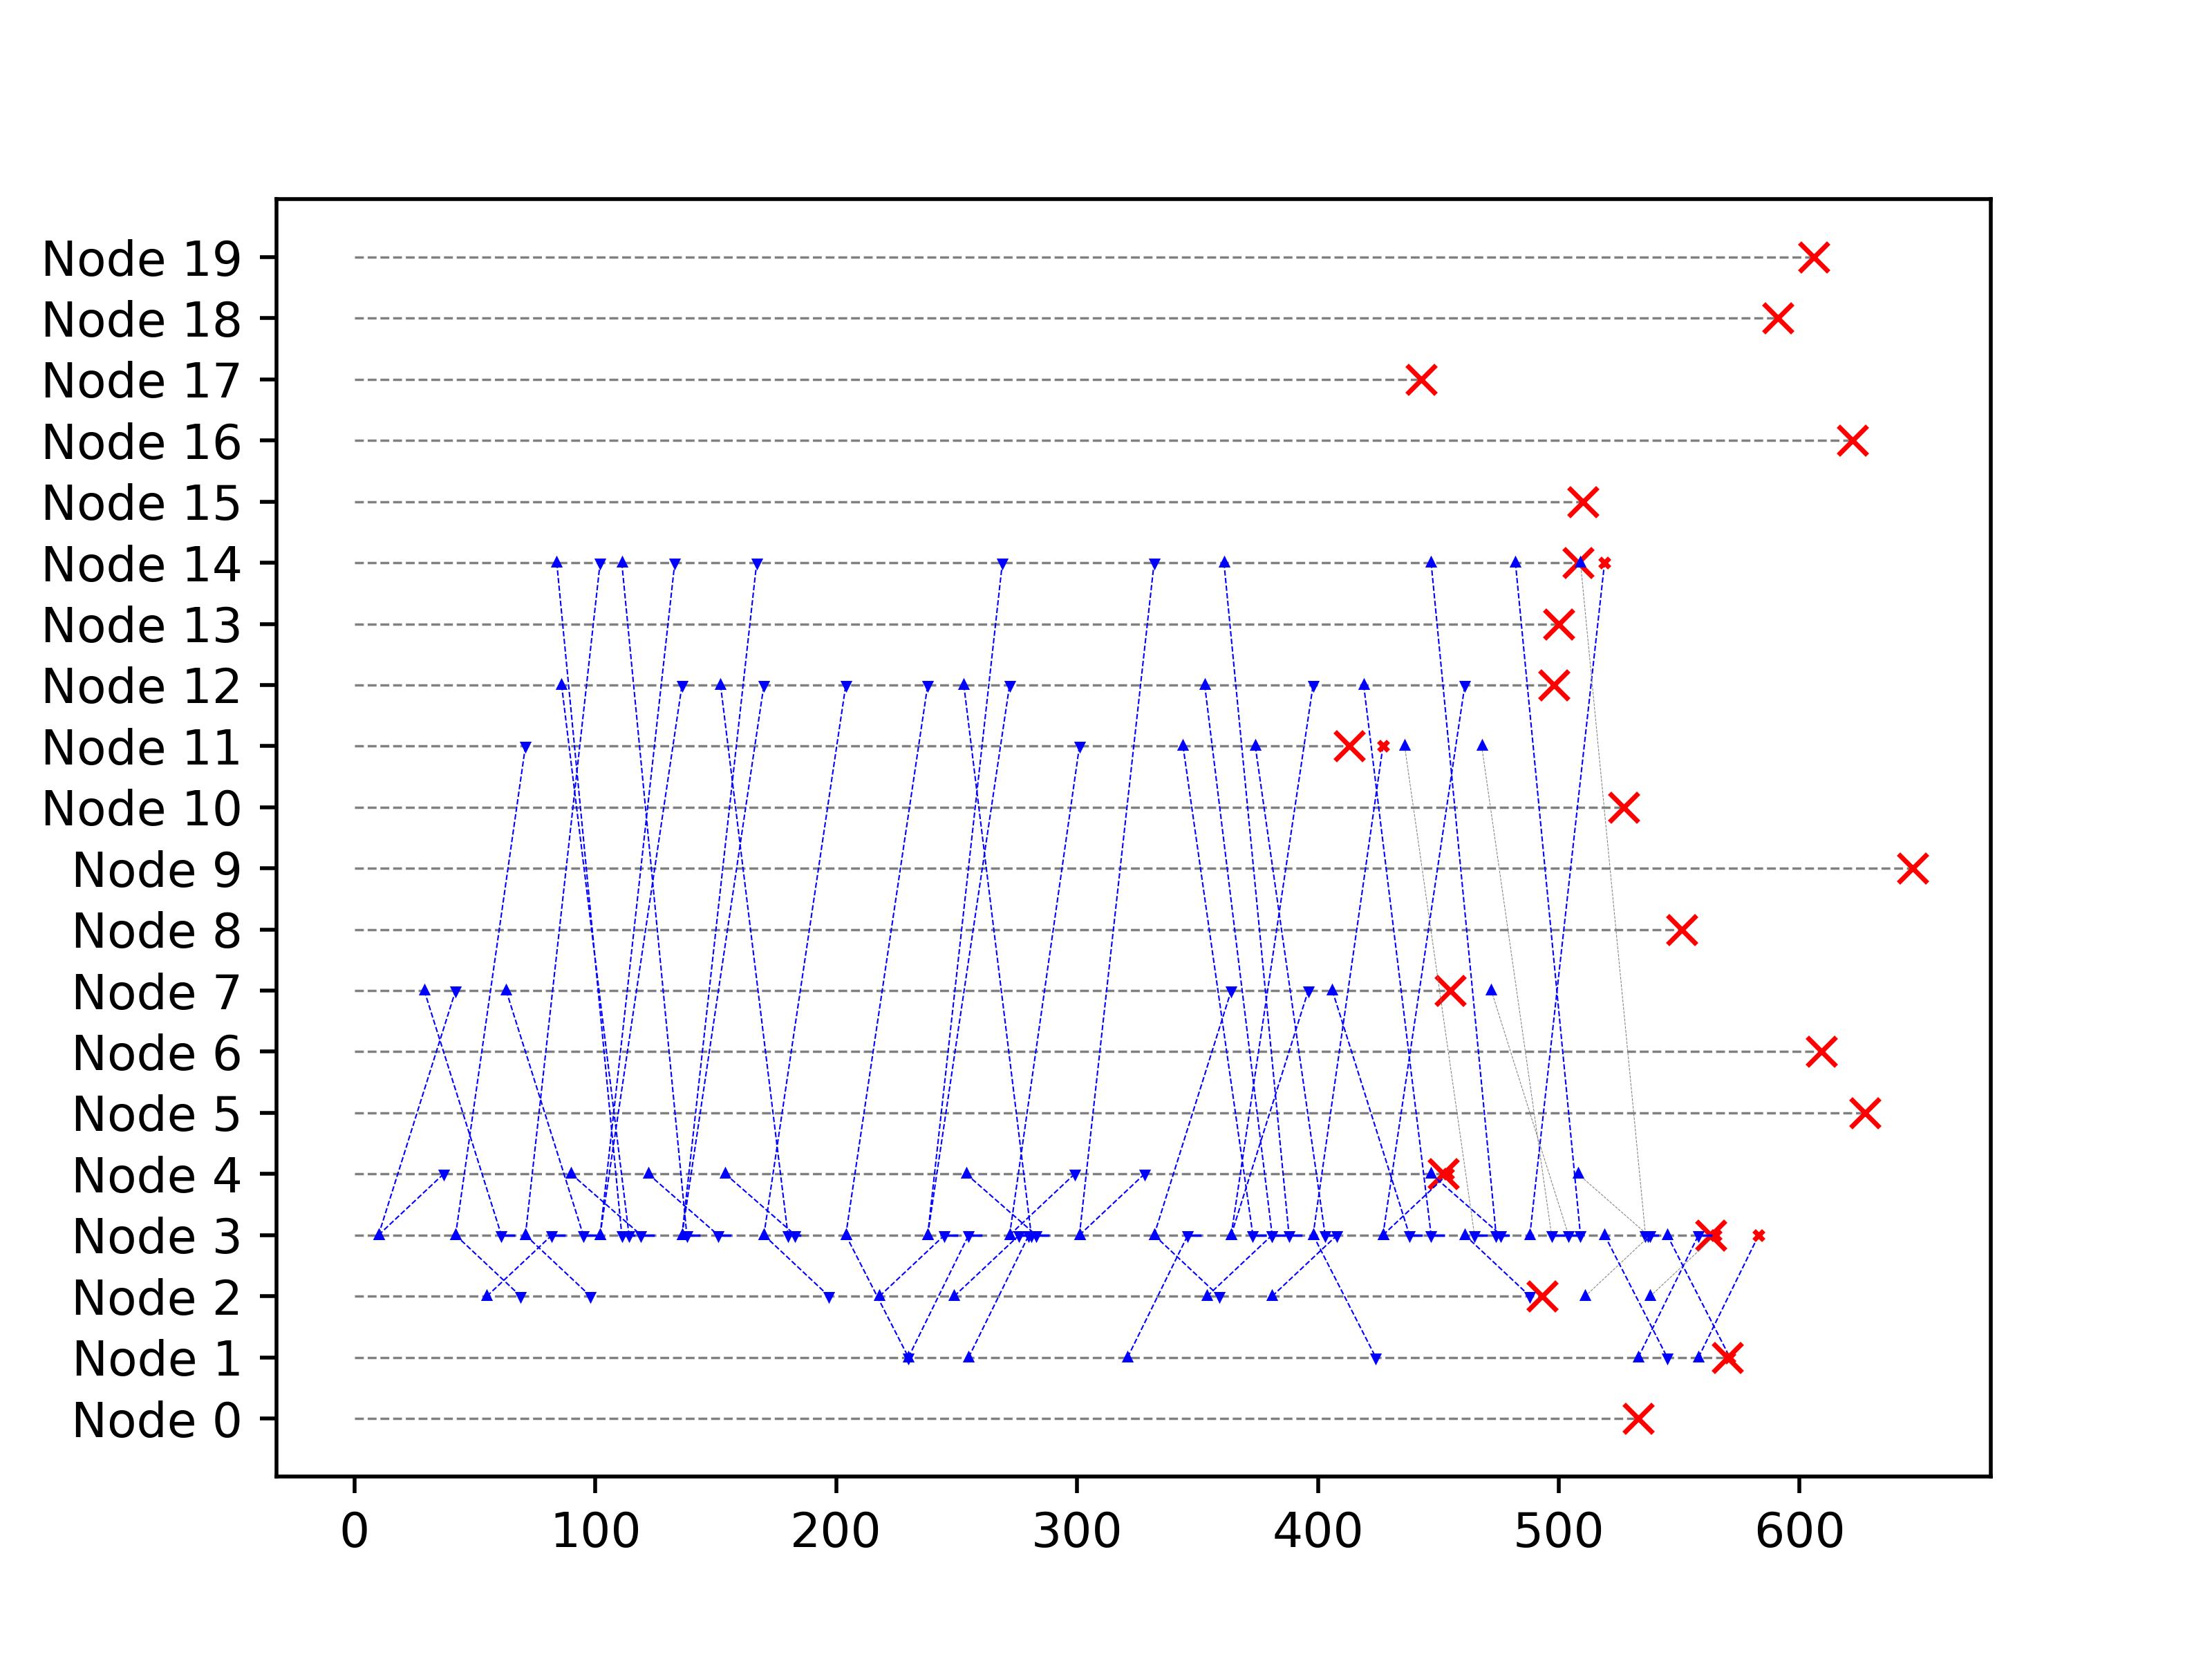 Node 19
Node 18
Node 17
Node 16
Node 15
Node 14
Node 13
Node 12
Node 11
Node 10
Node 9
Node 8
Node 7
Node 6
Node 5
Node 4
Node 3
Node 2
Node 1
Node 0
0 100 200 300 400 500 600